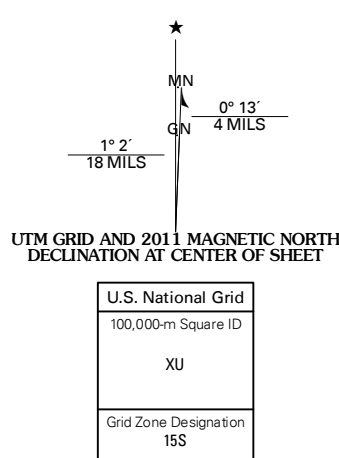 ★
MN
0° 13´
4 MILS
GN
1° 2´
18 MILS
UTM GRID AND 2011 MAGNETIC NORTH
DECLINATION AT CENTER OF SHEET
U.S. National Grid
100,000-m Square ID
XU
Grid Zone Designation
15S